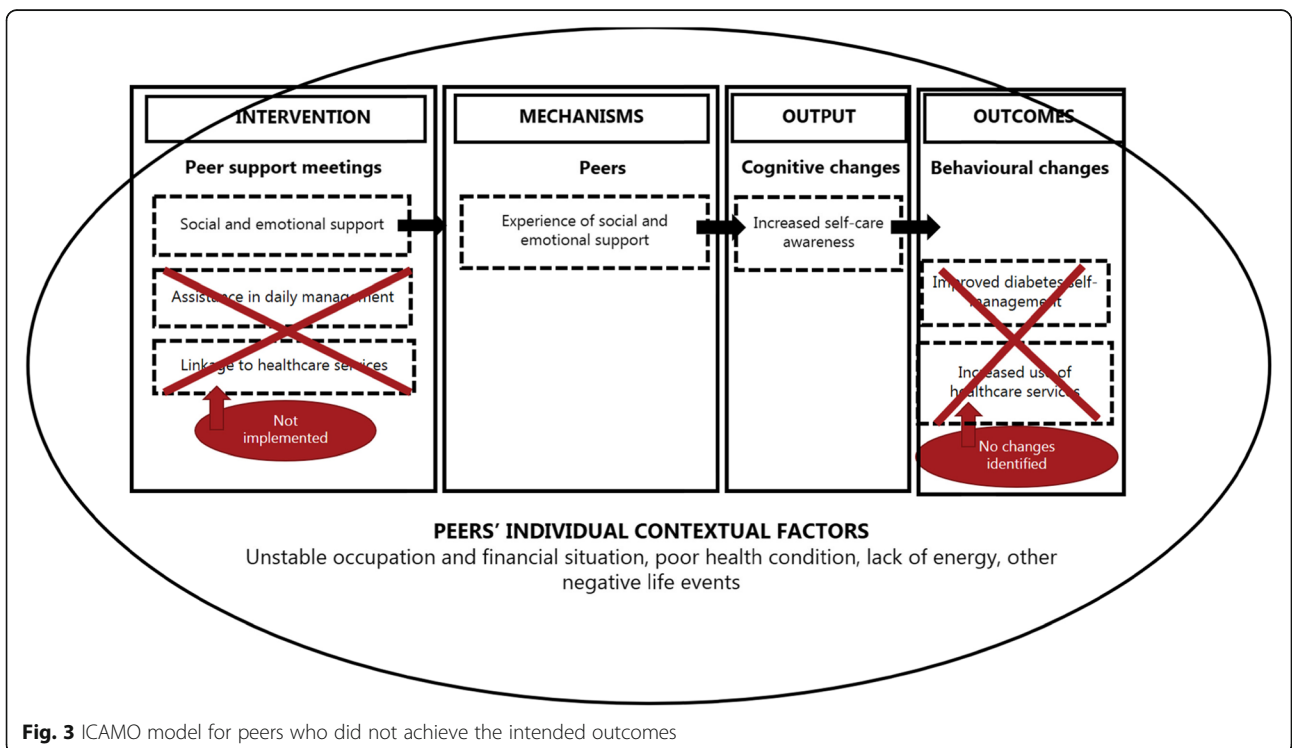 INTERVENTION
Peer support meetings
Social and emotional support
Assistance in daily management
Linkage to healthcare services
Not
implemented
MECHANISMS
Peers
Experience of social and
emotional support
OUTPUT
Cognitive changes
Increased self-care
awareness
OUTCOMES
Behavioural changes
Improved diabetes self-
management
Increased use of
healthcare services
No changes
identified
PEERS' INDIVIDUAL CONTEXTUAL FACTORS
Unstable occupation and financial situation, poor health condition, lack of energy, other
negative life events
Fig. 3 ICAMO model for peers who did not achieve the intended outcomes